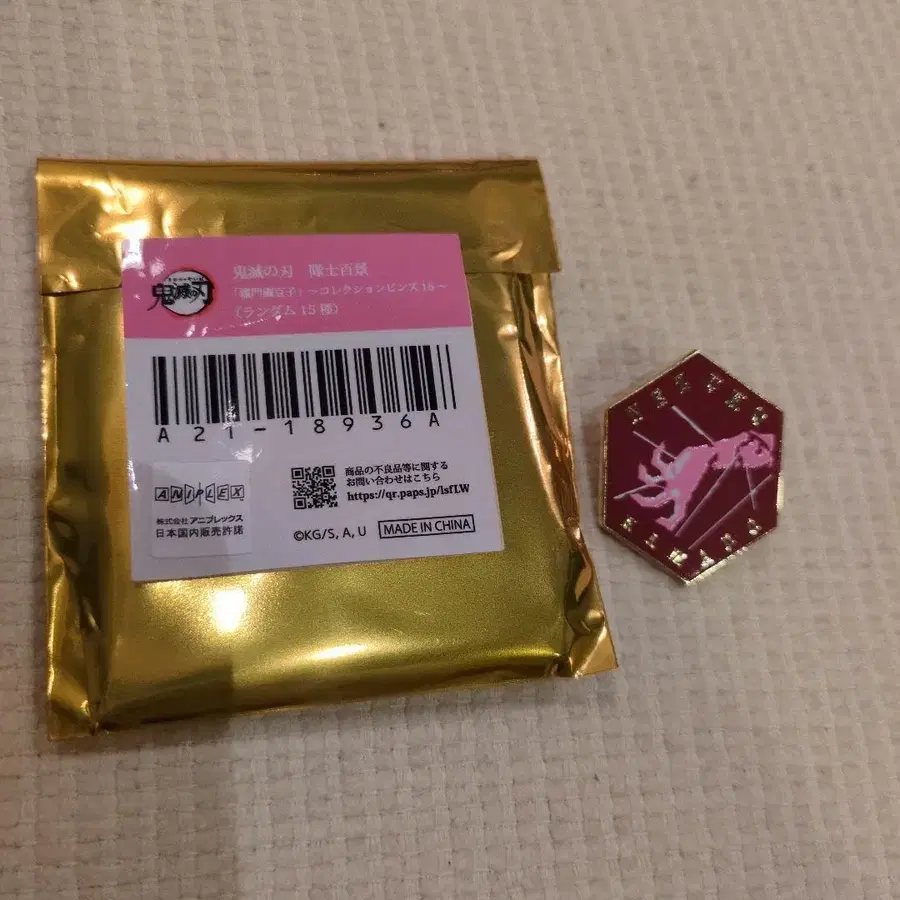 鬼滅の刃 隊士百景
「竈門禰豆子」～コレクションピンズ15～
(ランダム15種)
鬼滅の刃
A21-18936A
ANIPLEX
株式会社アニプレックス
日本国内販売許諾
商品の不良品等に関する
お問い合わせはこちら
https://qr.paps.jp/lsfLW
©KG/S, A, U
MADE IN CHINA
NEZUKO
KAMADO